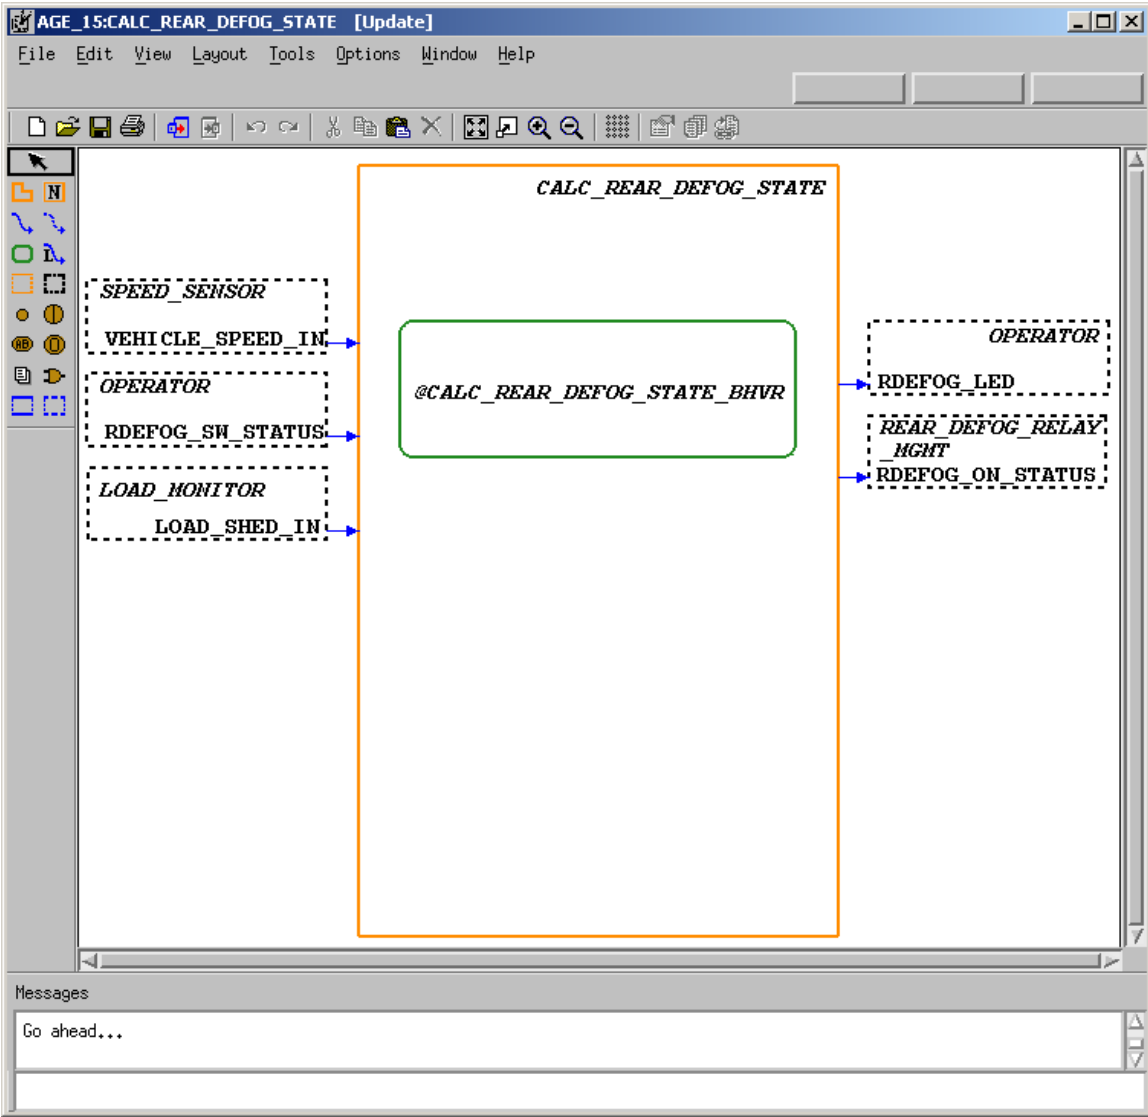 AGE_15:CALC_REAR_DEFOG_STATE [Update]
File Edit View Layout Tools Options Window Help
N
L
AB
CALC_REAR_DEFOG_STATE
SPEED_SENSOR
VEHICLE_SPEED_IN
OPERATOR
RDEFOG_SW_STATUS
LOAD_MONITOR
LOAD_SHED_IN
@CALC_REAR_DEFOG_STATE_BHVR
OPERATOR
RDEFOG_LED
REAR_DEFOG_RELAY
_MGMT
RDEFOG_ON_STATUS
Messages
Go ahead...